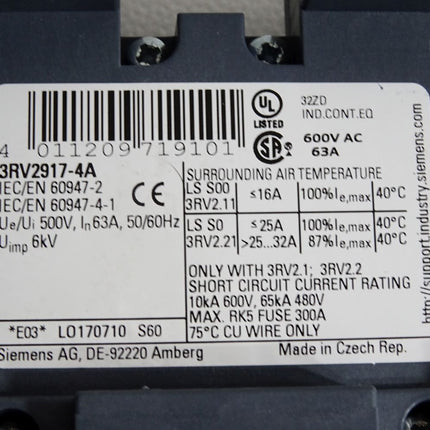 4 011209 719101
3RV2917-4A
IEC/EN 60947-2
IEC/EN 60947-4-1
CE
Ue/Ui 500V, In 63A, 50/60Hz
Uimp 6kV
*E03* LO170710 S60
Siemens AG, DE-92220 Amberg
UL
LISTED
32ZD
IND.CONT.EQ
SA
600V AC
63A
SURROUNDING AIR TEMPERATURE
LS S00 3RV2.11 ≤16A 100%Ie,max 40°C
LS S0 ≤25A 100%Ie,max 40°C
3RV2.21 >25...32A 87%Ie,max 40°C
ONLY WITH 3RV2.1; 3RV2.2
SHORT CIRCUIT CURRENT RATING
10kA 600V, 65kA 480V
MAX. RK5 FUSE 300A
75°C CU WIRE ONLY
Made in Czech Rep.
http://support.industry.siemens.com